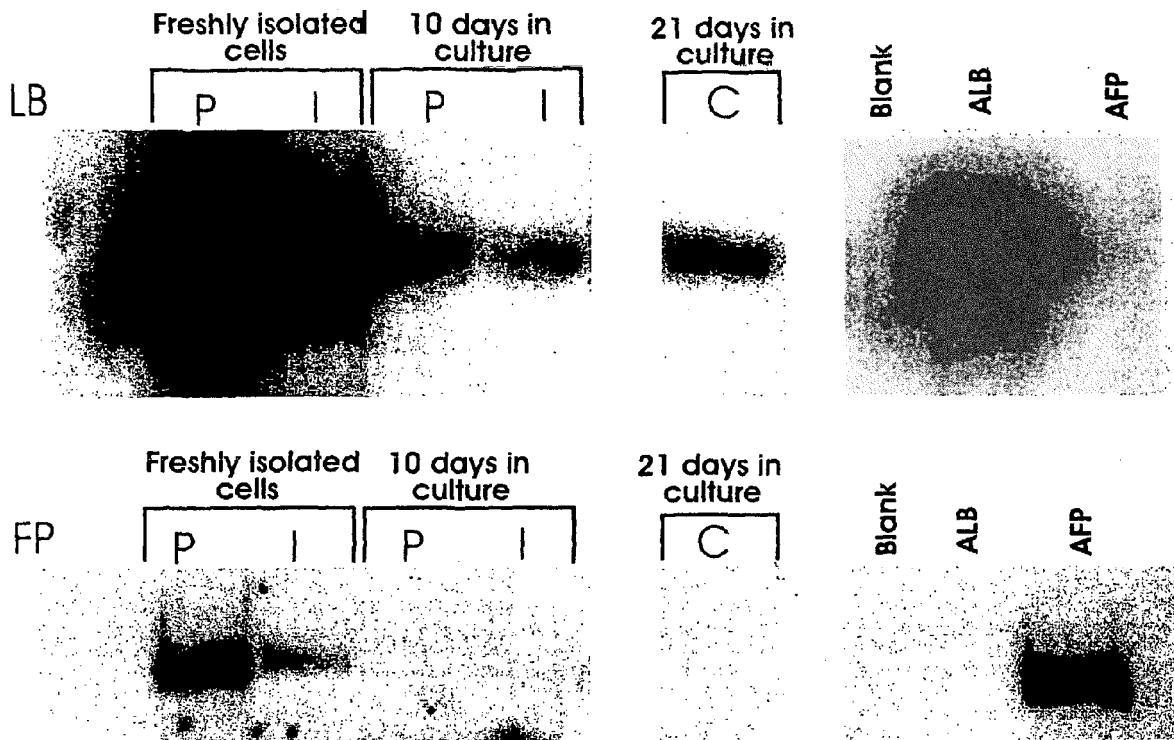 Freshly isolated
cells
10 days in
culture
21 days in
culture
LB
P I P I C
Blank ALB AFP
Freshly isolated
cells
10 days in
culture
21 days in
culture
FP
P I P I C
Blank ALB AFP